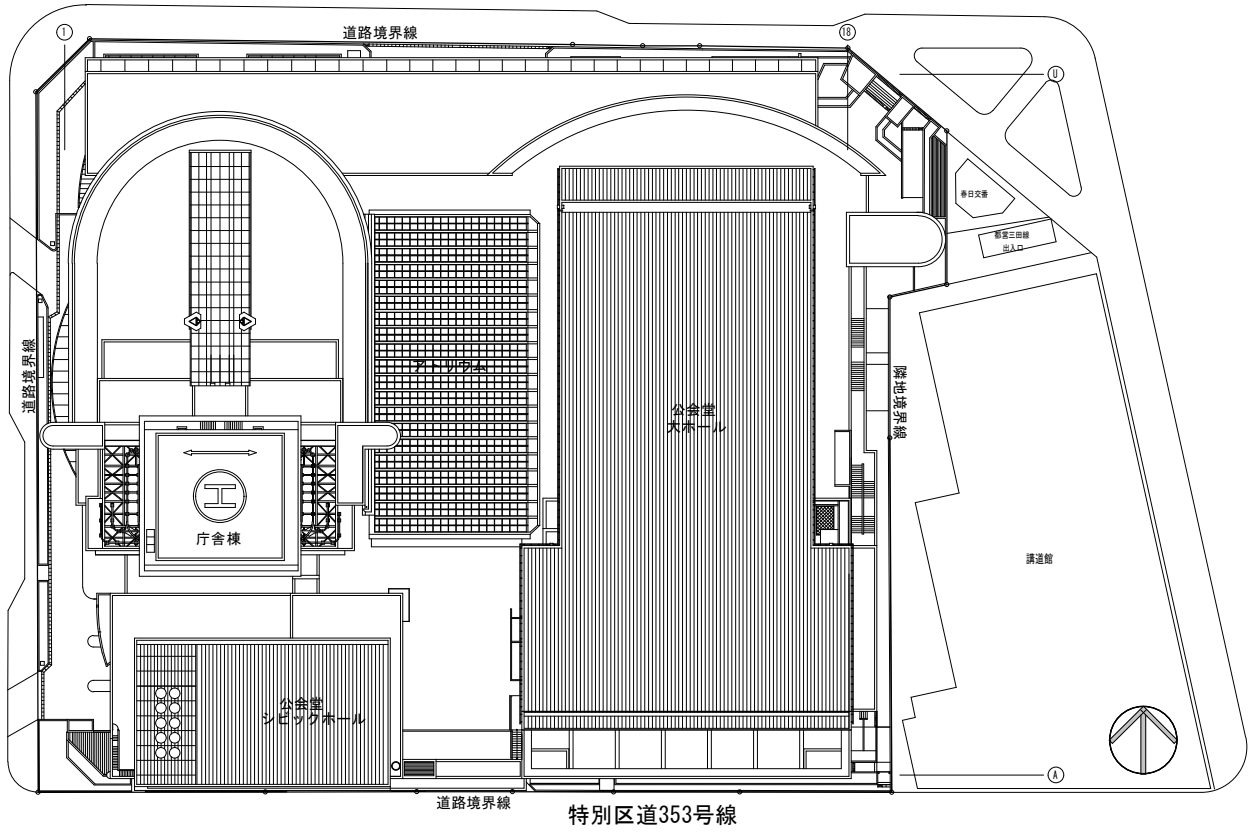 道路境界線
1
18
U
春日交番
都営三田線
出入口
道路境界線
アトリウム
隣地境界線
公会堂
大ホール
庁舎棟
講道館
公会堂
シビックホール
A
道路境界線
特別区道353号線